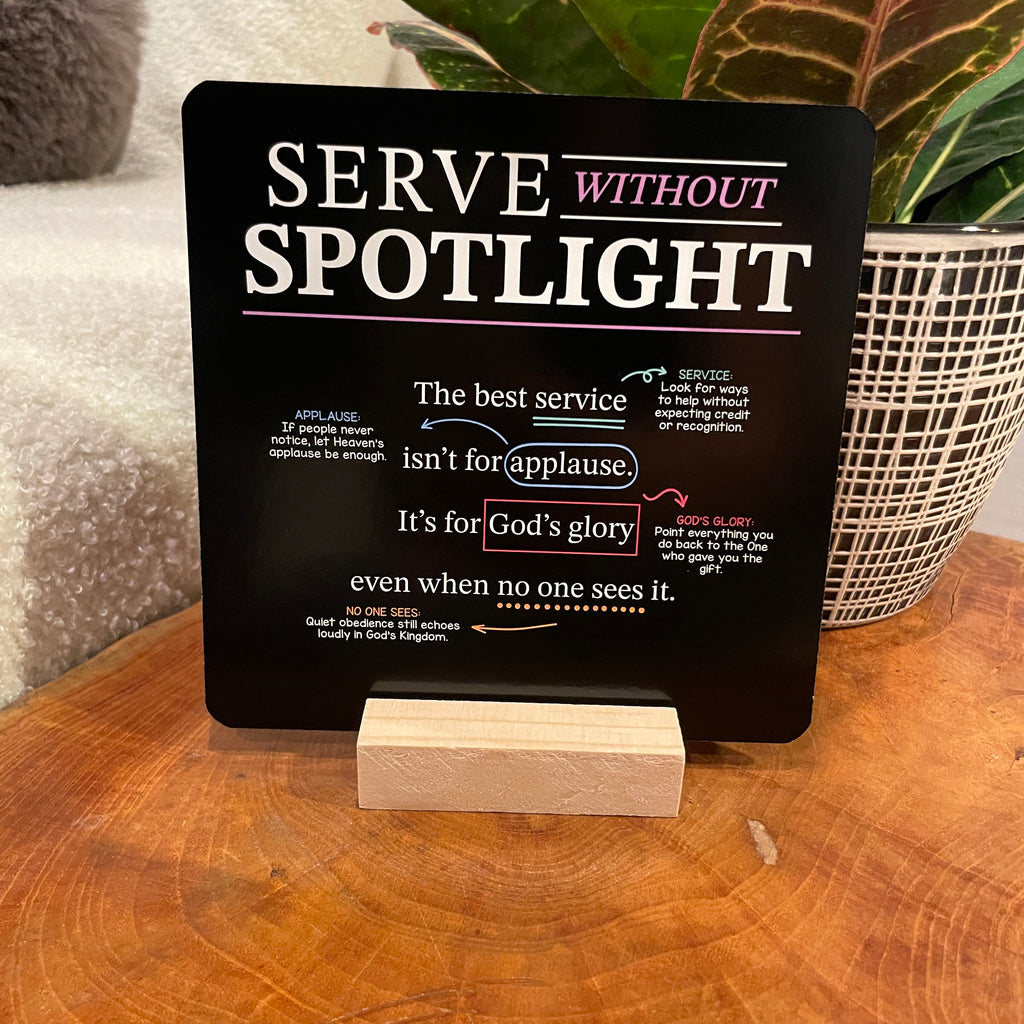 SERVE WITHOUT
SPOTLIGHT
The best service
SERVICE:
Look for ways
to help without
expecting credit
or recognition.
APPLAUSE:
If people never
notice, let Heaven's
applause be enough.
isn't for applause.
It's for God's glory
GOD'S GLORY:
Point everything you
do back to the One
who gave you the
gift.
even when no one sees it.
NO ONE SEES:
Quiet obedience still echoes
loudly in God's Kingdom.